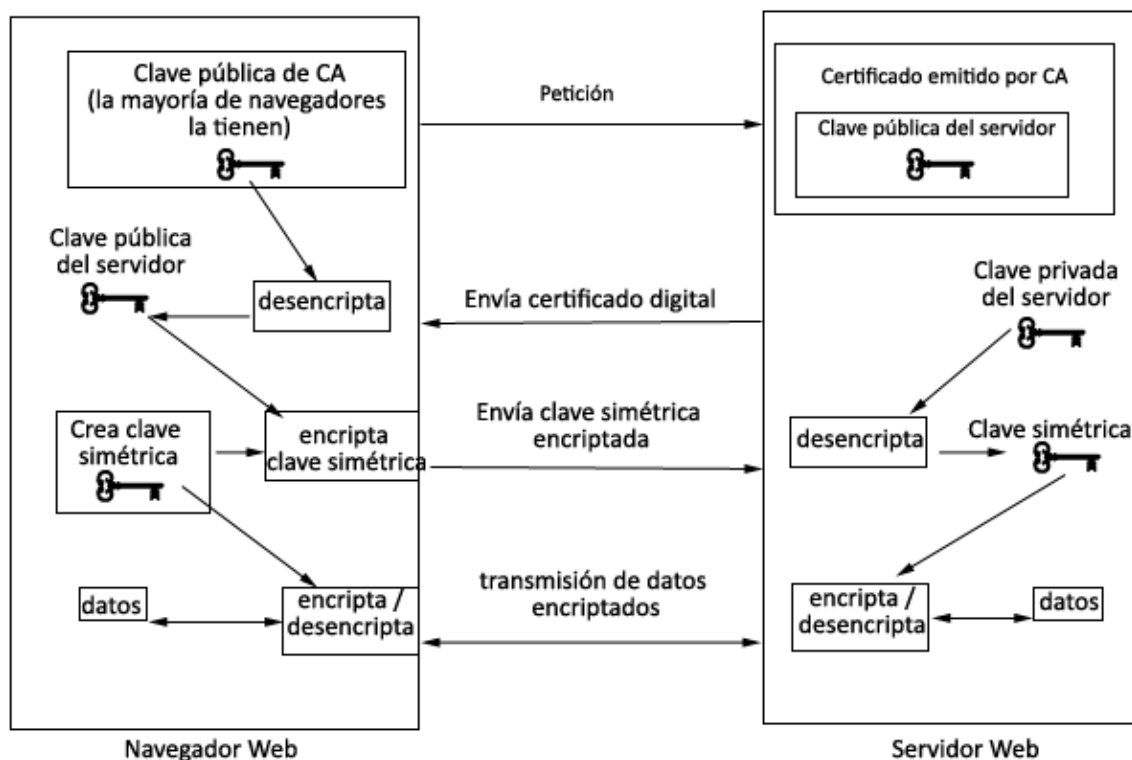 Clave pública de CA
(la mayoría de navegadores
la tienen)
Petición
Certificado emitido por CA
Clave pública del servidor
Clave pública
del servidor
desencripta
Envía certificado digital
Clave privada
del servidor
Crea clave
simétrica
encripta
clave simétrica
Envía clave simétrica
encriptada
desencripta
Clave simétrica
datos
encripta /
desencripta
transmisión de datos
encriptados
encripta /
desencripta
datos
Navegador Web
Servidor Web